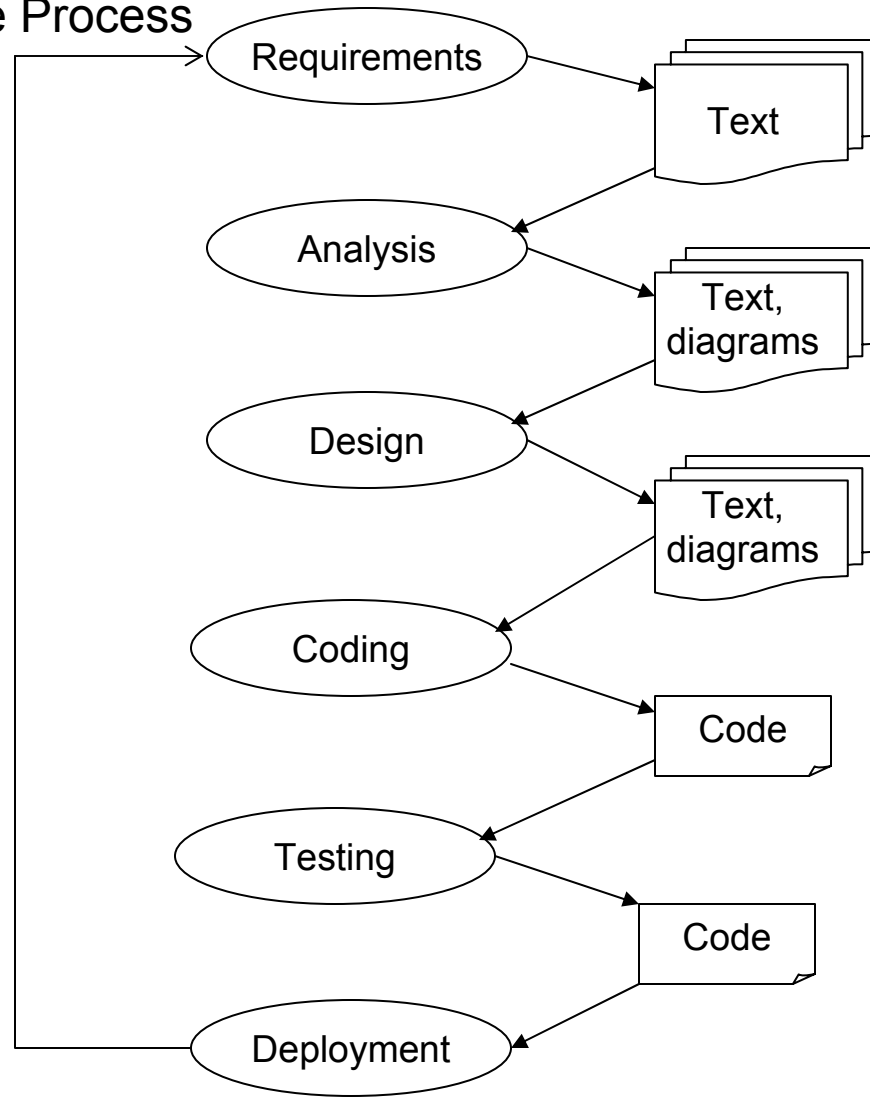 Process
Requirements
Text
Analysis
Text,
diagrams
Design
Text,
diagrams
Coding
Code
Testing
Code
Deployment